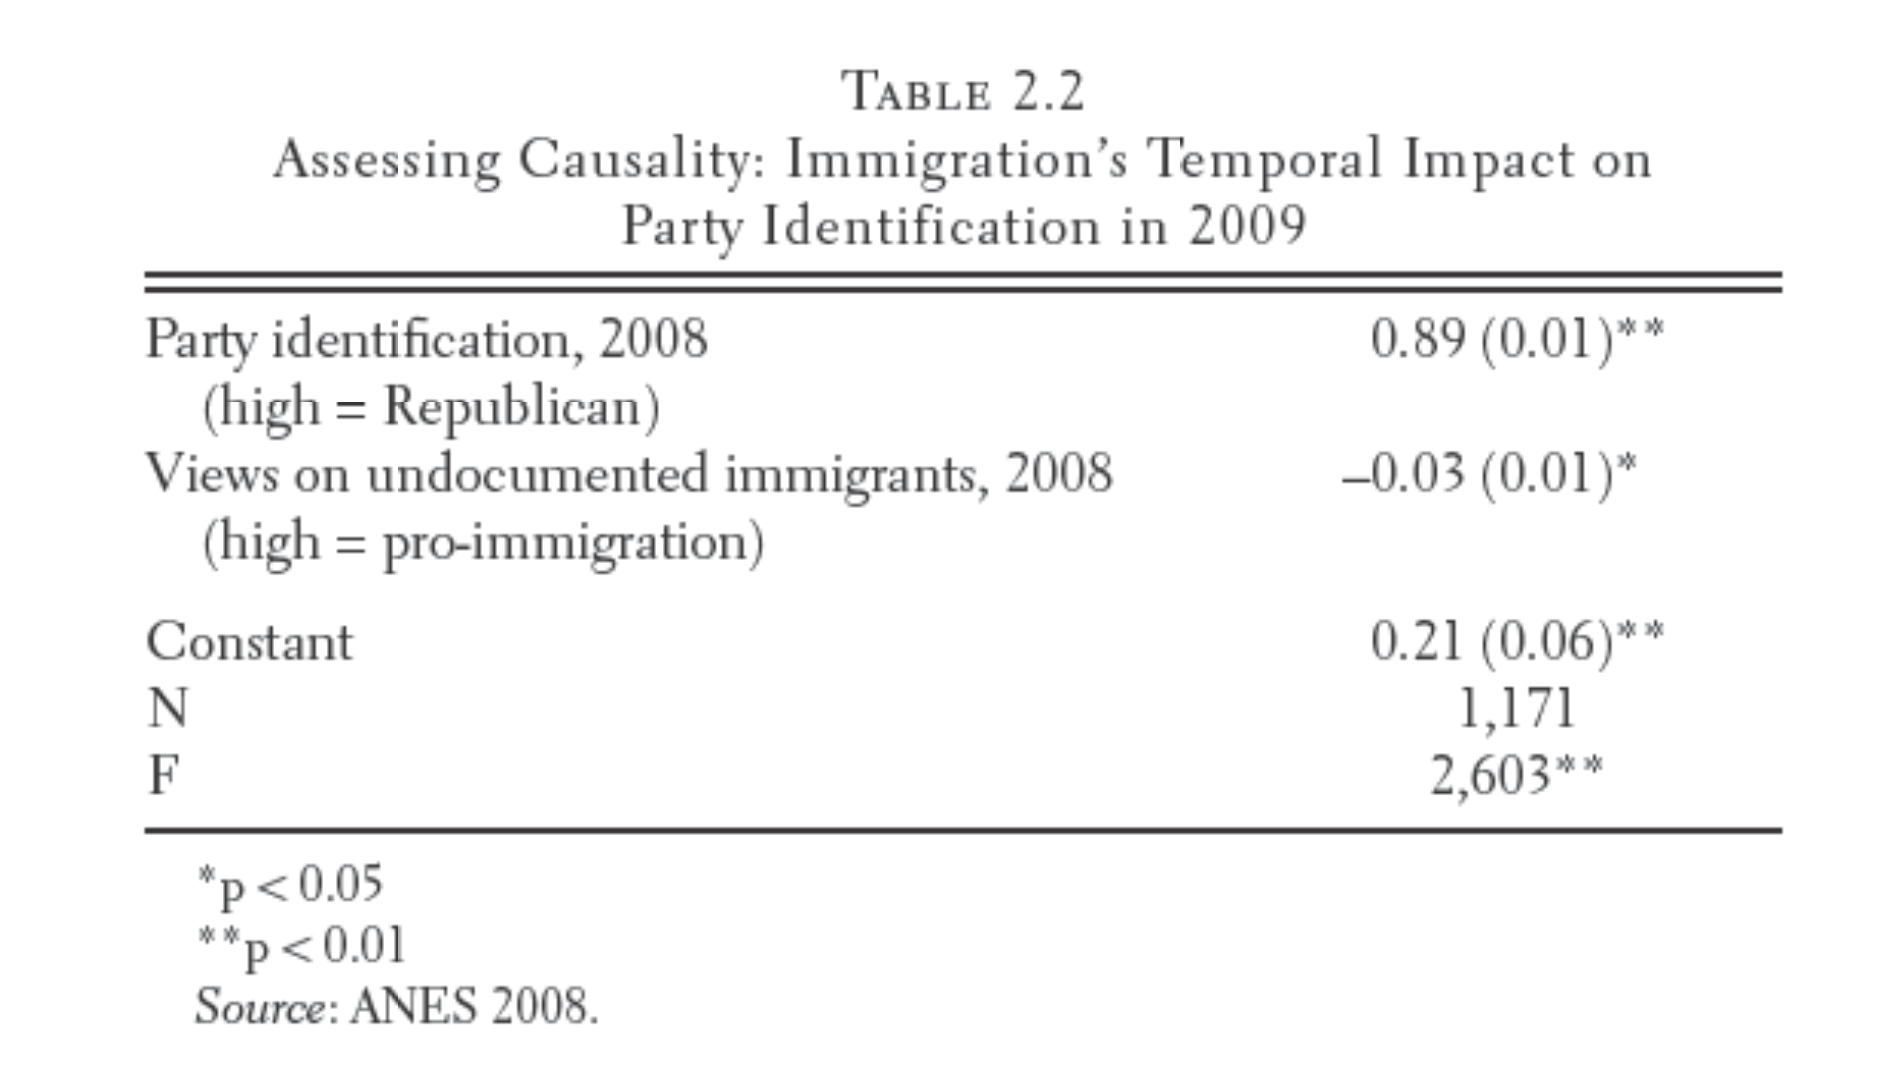 TABLE 2.2
Assessing Causality: Immigration’s Temporal Impact on
Party Identification in 2009
Party identification, 2008 0.89 (0.01)**
(high = Republican)
Views on undocumented immigrants, 2008 –0.03 (0.01)*
(high = pro-immigration)
Constant 0.21 (0.06)**
N 1,171
F 2,603**
*p < 0.05
**p < 0.01
Source: ANES 2008.